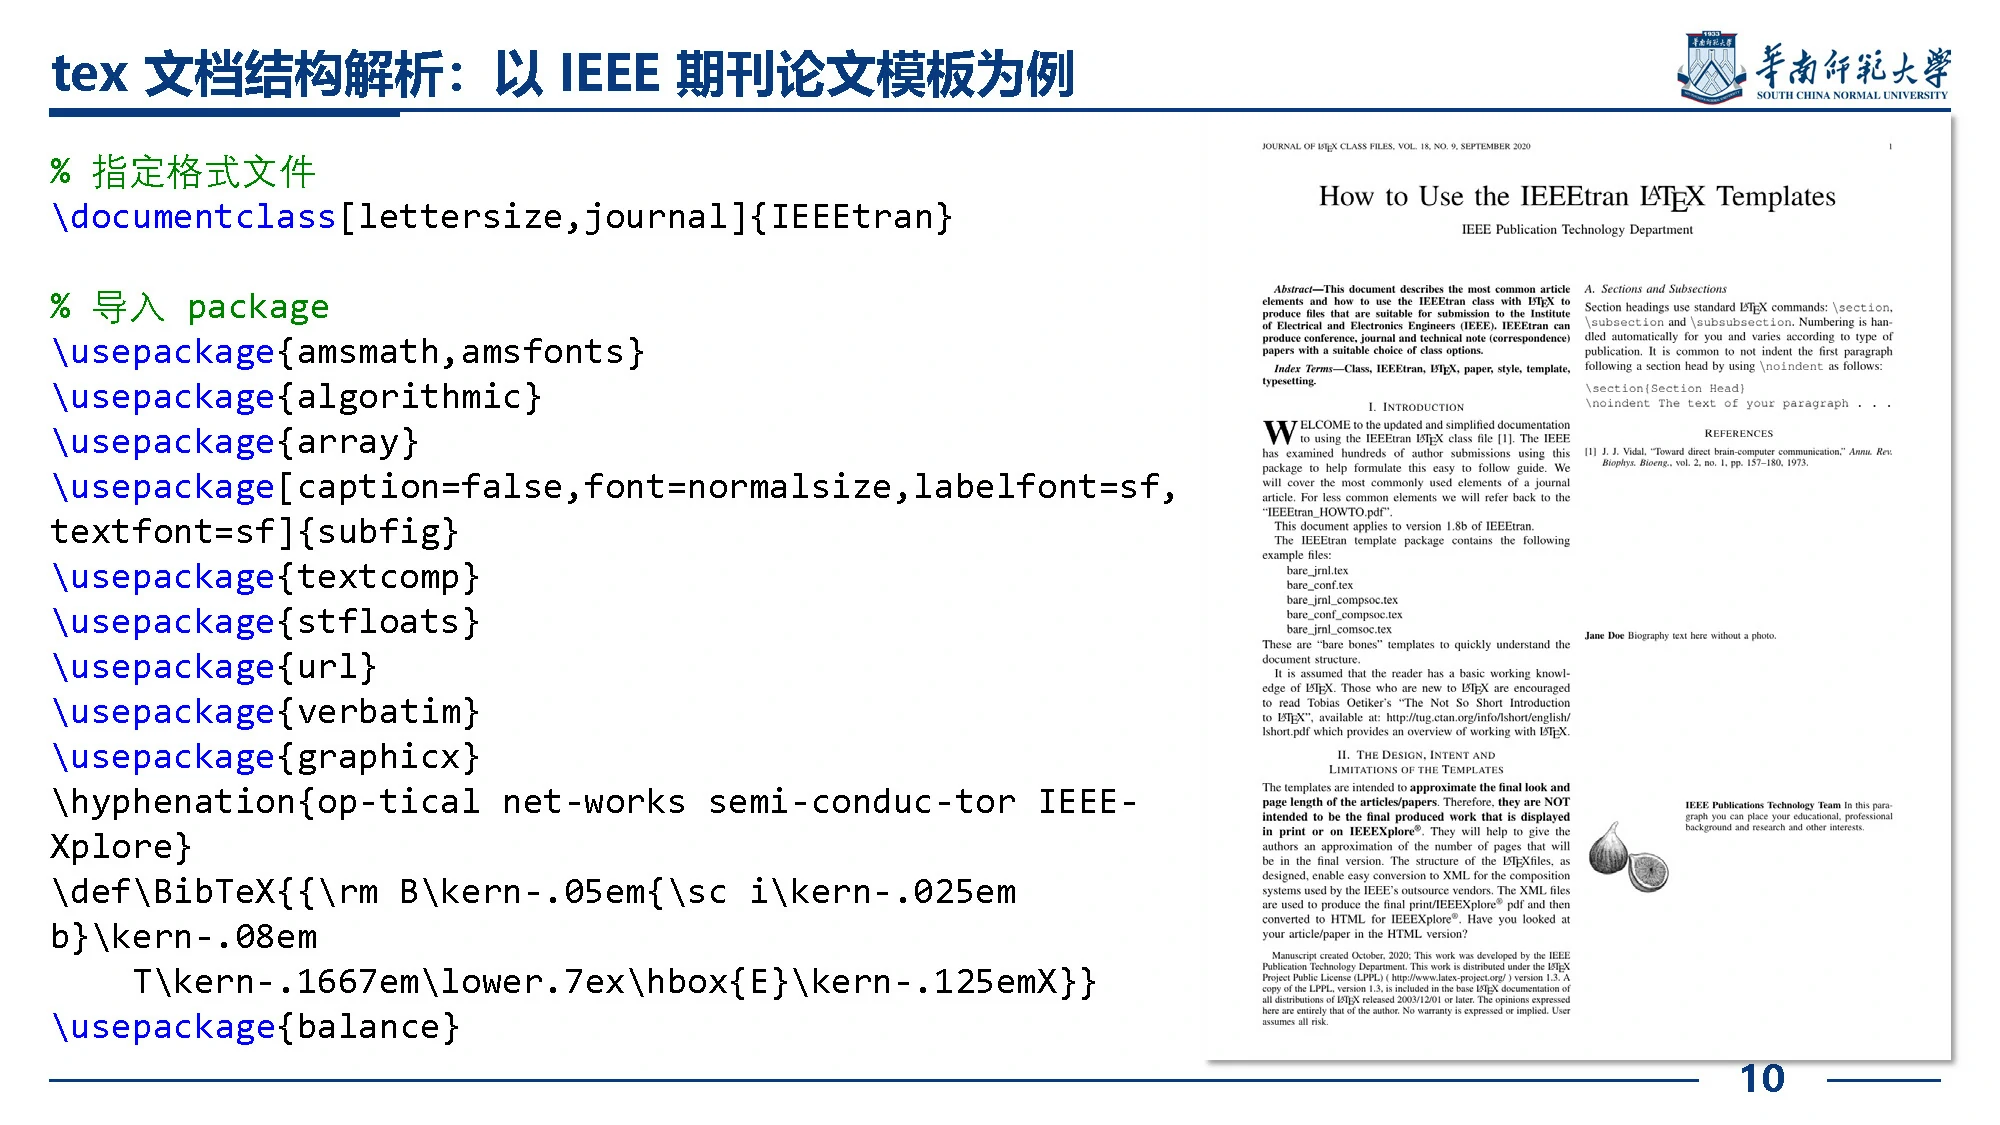 tex 文档结构解析：以 IEEE 期刊论文模板为例
1933
华南师范大学
SOUTH CHINA NORMAL UNIVERSITY
% 指定格式文件
\documentclass[lettersize,journal]{IEEEtran}
% 导入 package
\usepackage{amsmath,amsfonts}
\usepackage{algorithmic}
\usepackage{array}
\usepackage[caption=false,font=normalsize,labelfont=sf,
textfont=sf]{subfig}
\usepackage{textcomp}
\usepackage{stfloats}
\usepackage{url}
\usepackage{verbatim}
\usepackage{graphicx}
\hyphenation{op-tical net-works semi-conduc-tor IEEE-
Xplore}
\def\BibTeX{{\rm B\kern-.05em{\sc i\kern-.025em
b}\kern-.08em
T\kern-.1667em\lower.7ex\hbox{E}\kern-.125emX}}
\usepackage{balance}
JOURNAL OF LATEX CLASS FILES, VOL. 18, NO. 9, SEPTEMBER 2020 1
How to Use the IEEEtran LATEX Templates
IEEE Publication Technology Department
Abstract—This document describes the most common article
elements and how to use the IEEEtran class with LATEX to
produce files that are suitable for submission to the Institute
of Electrical and Electronics Engineers (IEEE). IEEEtran can
produce conference, journal and technical note (correspondence)
papers with a suitable choice of class options.
Index Terms—Class, IEEEtran, LATEX, paper, style, template,
typesetting.
I. INTRODUCTION
WELCOME to the updated and simplified documentation
to using the IEEEtran LATEX class file [1]. The IEEE
has examined hundreds of author submissions using this
package to help formulate this easy to follow guide. We
will cover the most commonly used elements of a journal
article. For less common elements we will refer back to the
“IEEEtran_HOWTO.pdf”.
This document applies to version 1.8b of IEEEtran.
The IEEEtran template package contains the following
example files:
bare_jrnl.tex
bare_conf.tex
bare_jrnl_compsoc.tex
bare_conf_compsoc.tex
bare_jrnl_comsoc.tex
These are “bare bones” templates to quickly understand the
document structure.
It is assumed that the reader has a basic working knowl-
edge of LATEX. Those who are new to LATEX are encouraged
to read Tobias Oetiker’s “The Not So Short Introduction
to LATEX”, available at: http://tug.ctan.org/info/lshort/english/
lshort.pdf which provides an overview of working with LATEX.
II. THE DESIGN, INTENT AND
LIMITATIONS OF THE TEMPLATES
The templates are intended to approximate the final look and
page length of the articles/papers. Therefore, they are NOT
intended to be the final produced work that is displayed
in print or on IEEEXplore®. They will help to give the
authors an approximation of the number of pages that will
be in the final version. The structure of the LATEXfiles, as
designed, enable easy conversion to XML for the composition
systems used by the IEEE’s outsource vendors. The XML files
are used to produce the final print/IEEEXplore® pdf and then
converted to HTML for IEEEXplore®. Have you looked at
your article/paper in the HTML version?
Manuscript created October, 2020; This work was developed by the IEEE
Publication Technology Department. This work is distributed under the LATEX
Project Public License (LPPL) ( http://www.latex-project.org/ ) version 1.3. A
copy of the LPPL, version 1.3, is included in the base LATEX documentation of
all distributions of LATEX released 2003/12/01 or later. The opinions expressed
here are entirely that of the author. No warranty is expressed or implied. User
assumes all risk.
A. Sections and Subsections
Section headings use standard LATEX commands: \section,
\subsection and \subsubsection. Numbering is han-
dled automatically for you and varies according to type of
publication. It is common to not indent the first paragraph
following a section head by using \noindent as follows:
\section{Section Head}
\noindent The text of your paragraph . . .
REFERENCES
[1] J. J. Vidal, “Toward direct brain-computer communication,” Annu. Rev.
Biophys. Bioeng., vol. 2, no. 1, pp. 157–180, 1973.
Jane Doe Biography text here without a photo.
IEEE Publications Technology Team In this para-
graph you can place your educational, professional
background and research and other interests.
10